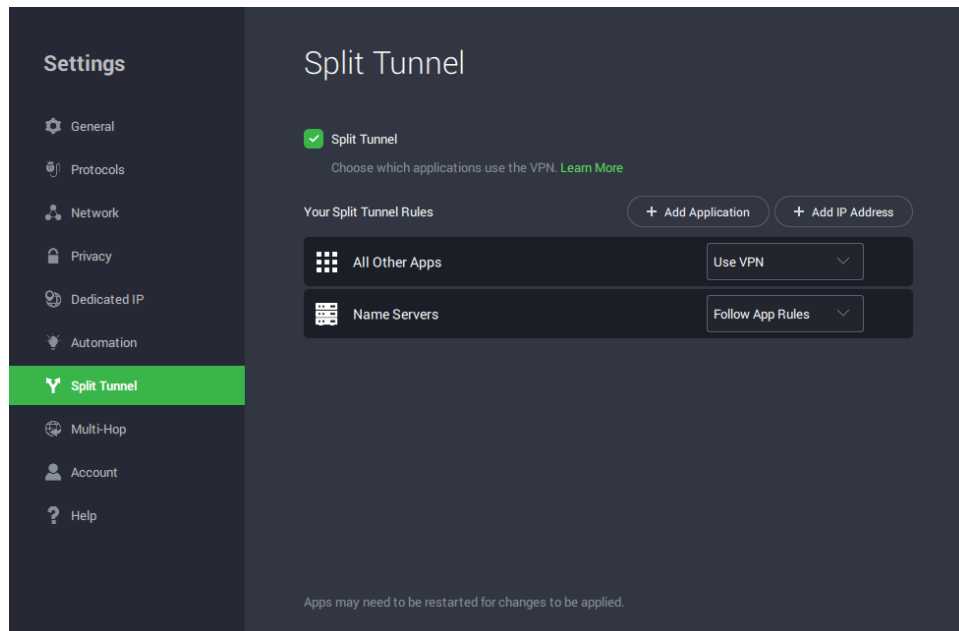 Settings
General
Protocols
Network
Privacy
Dedicated IP
Automation
Split Tunnel
Multi-Hop
Account
Help
Split Tunnel
Split Tunnel
Choose which applications use the VPN. Learn More
Your Split Tunnel Rules + Add Application + Add IP Address
All Other Apps Use VPN
Name Servers Follow App Rules
Apps may need to be restarted for changes to be applied.